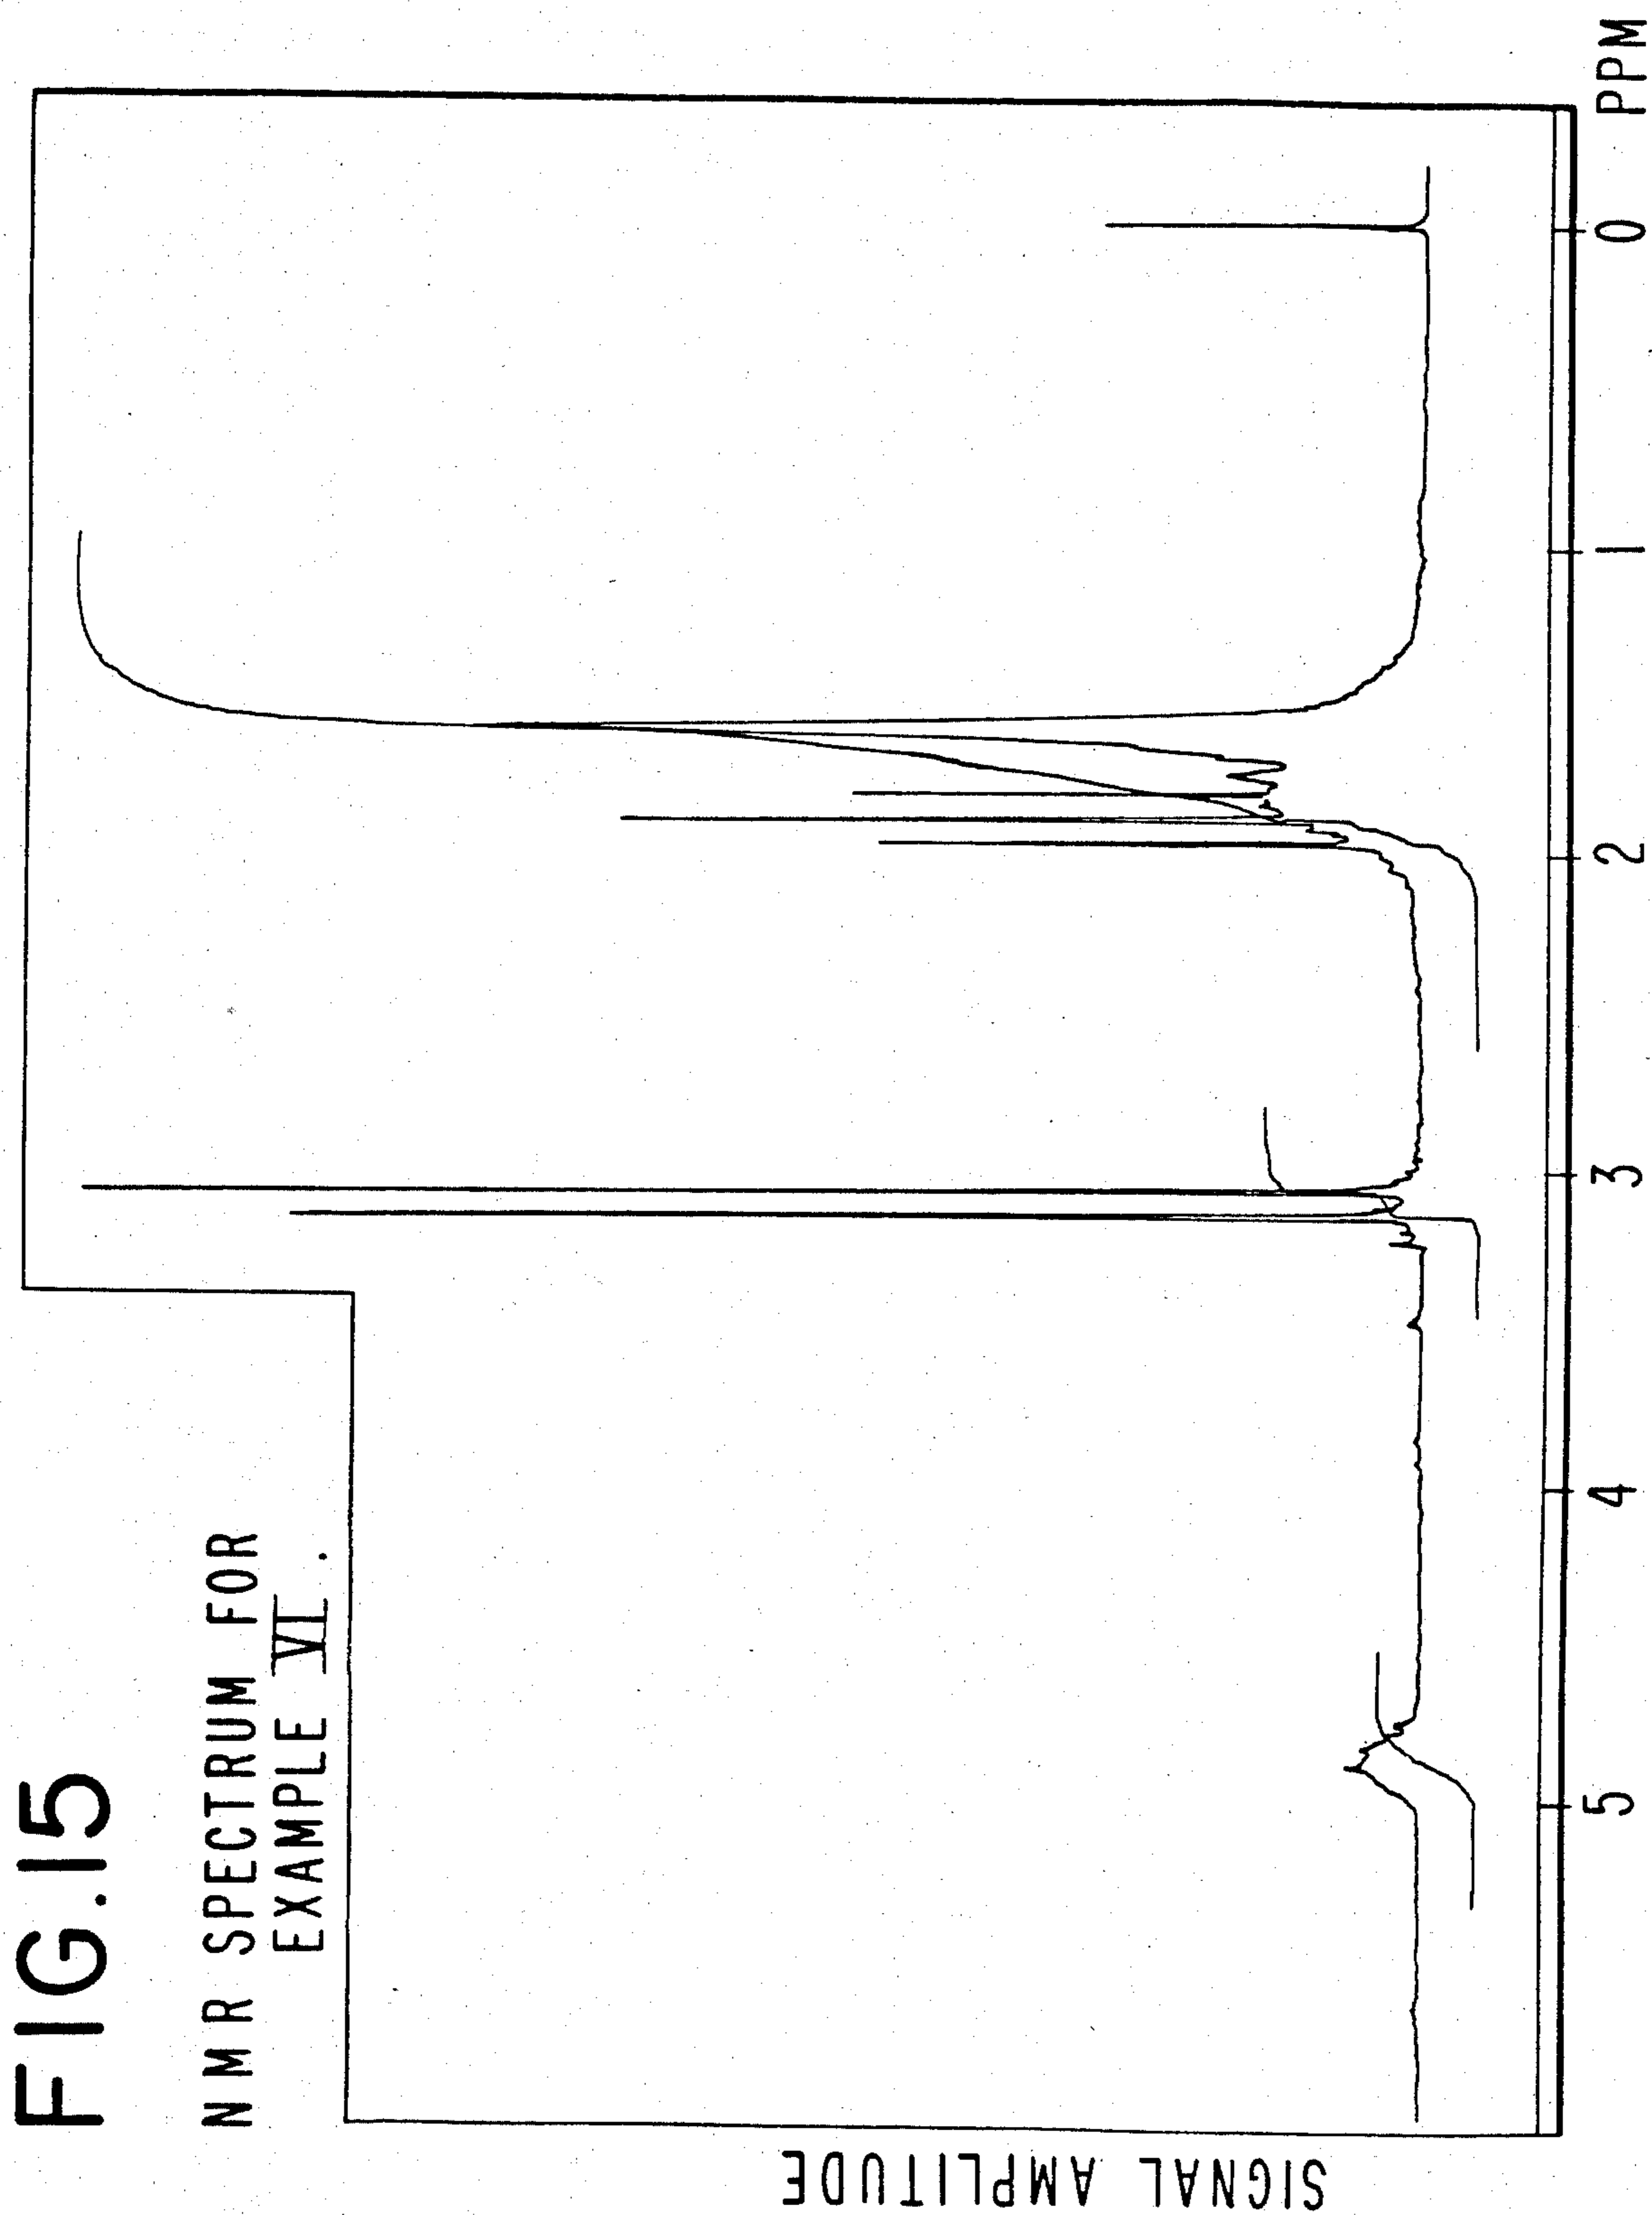 FIG.15
NMR SPECTRUM FOR
EXAMPLE VI.
SIGNAL AMPLITUDE
5 4 3 2 1 0 PPM